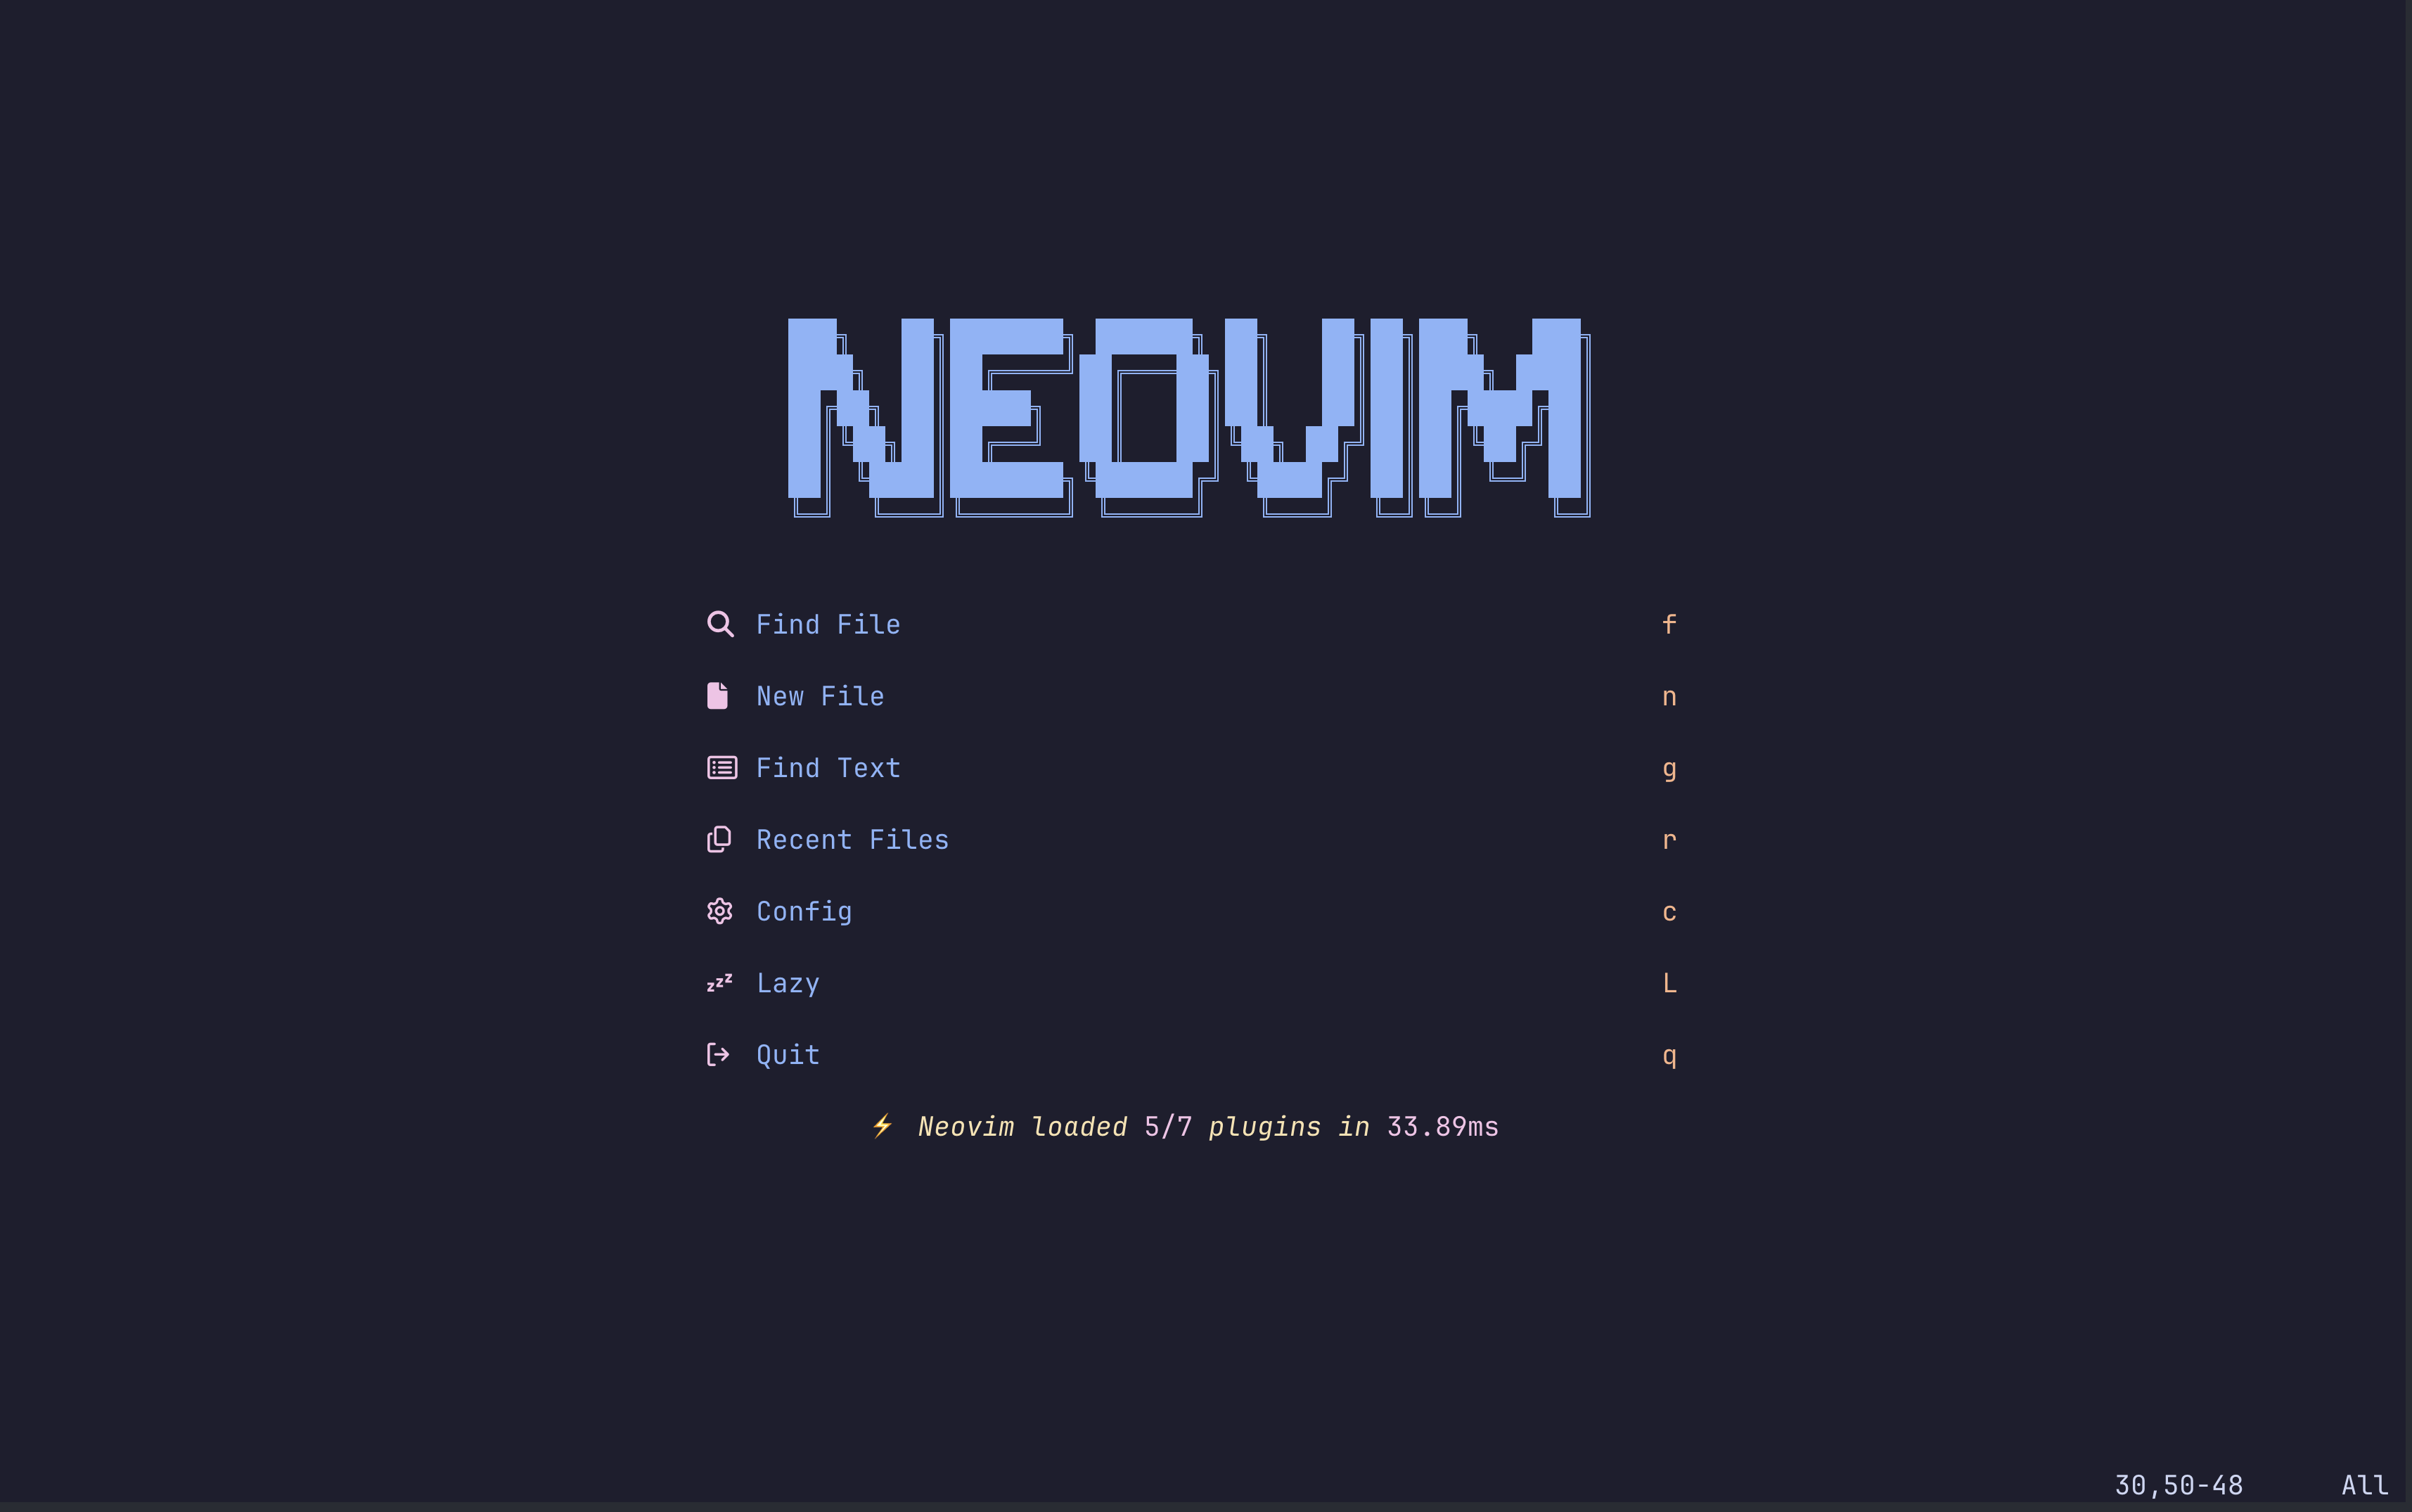 NEOVIM
Find File f
New File n
Find Text g
Recent Files r
Config c
zzz Lazy L
Quit q
⚡ Neovim loaded 5/7 plugins in 33.89ms
30,50-48 All